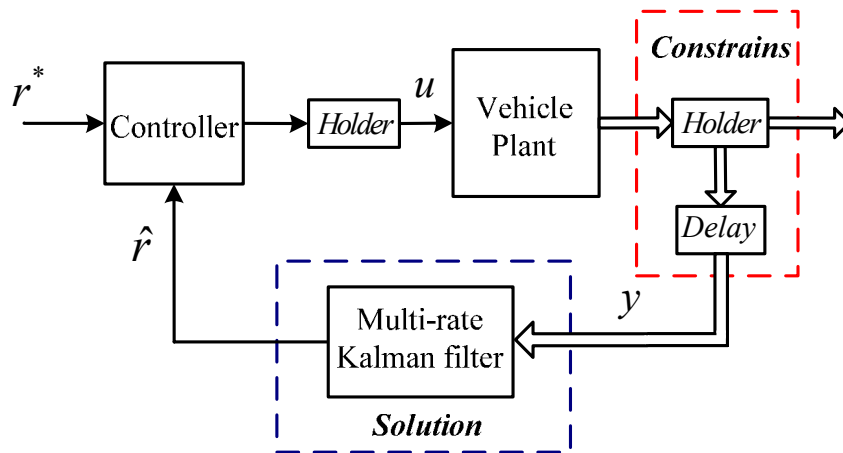 Constrains
r*
Controller
Holder
u
Vehicle
Plant
Holder
Delay
r̂
y
Multi-rate
Kalman filter
Solution